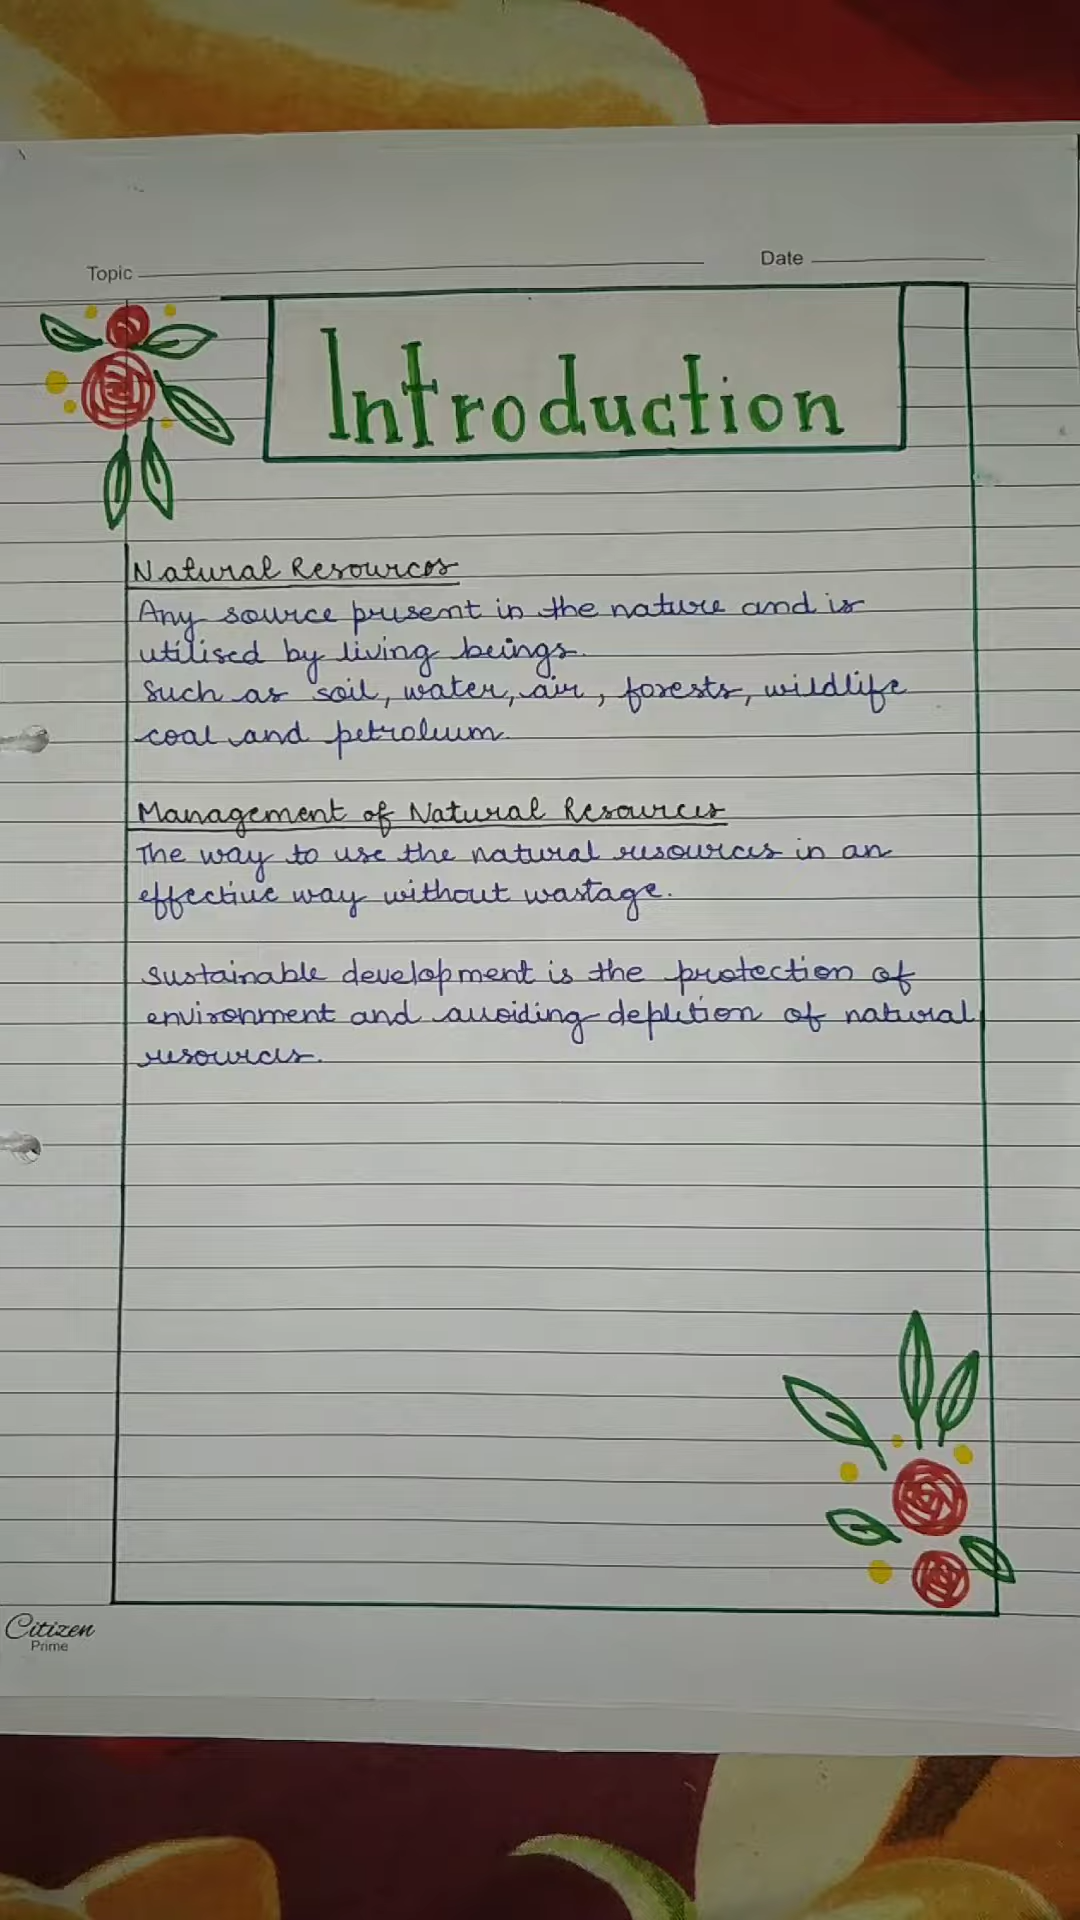 Topic
Date
Introduction
Natural Resources
Any source present in the nature and is
utilised by living beings.
Such as soil, water, air, forests, wildlife
coal and petroleum.
Management of Natural Resources
The way to use the natural resources in an
effective way without wastage.
Sustainable development is the protection of
environment and avoiding depletion of natural
resources.
Citizen
Prime